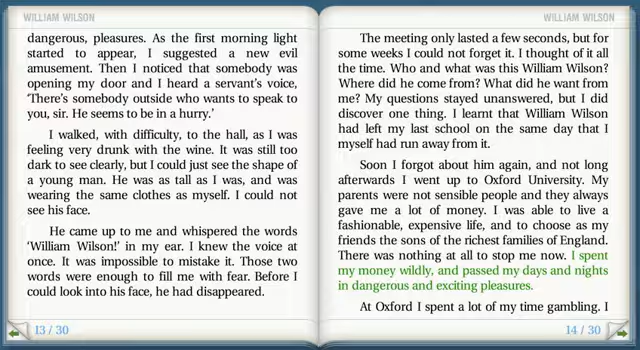 WILLIAM WILSON
dangerous, pleasures. As the first morning light
started to appear, I suggested a new evil
amusement. Then I noticed that somebody was
opening my door and I heard a servant's voice,
'There's somebody outside who wants to speak to
you, sir. He seems to be in a hurry.'
I walked, with difficulty, to the hall, as I was
feeling very drunk with the wine. It was still too
dark to see clearly, but I could just see the shape of
a young man. He was as tall as I was, and was
wearing the same clothes as myself. I could not
see his face.
He came up to me and whispered the words
'William Wilson!' in my ear. I knew the voice at
once. It was impossible to mistake it. Those two
words were enough to fill me with fear. Before I
could look into his face, he had disappeared.
13 / 30
WILLIAM WILSON
The meeting only lasted a few seconds, but for
some weeks I could not forget it. I thought of it all
the time. Who and what was this William Wilson?
Where did he come from? What did he want from
me? My questions stayed unanswered, but I did
discover one thing. I learnt that William Wilson
had left my last school on the same day that I
myself had run away from it.
Soon I forgot about him again, and not long
afterwards I went up to Oxford University. My
parents were not sensible people and they always
gave me a lot of money. I was able to live a
fashionable, expensive life, and to choose as my
friends the sons of the richest families of England.
There was nothing at all to stop me now. I spent
my money wildly, and passed my days and nights
in dangerous and exciting pleasures.
At Oxford I spent a lot of my time gambling. I
14 / 30